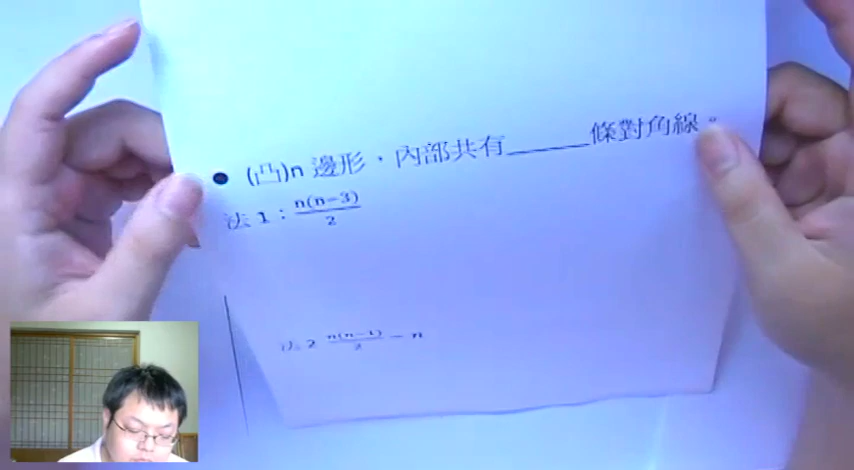 ● (凸)n 邊形,內部共有______條對角線。
法 1:n(n-3)/2
法 2 n(n-1)/2 - n